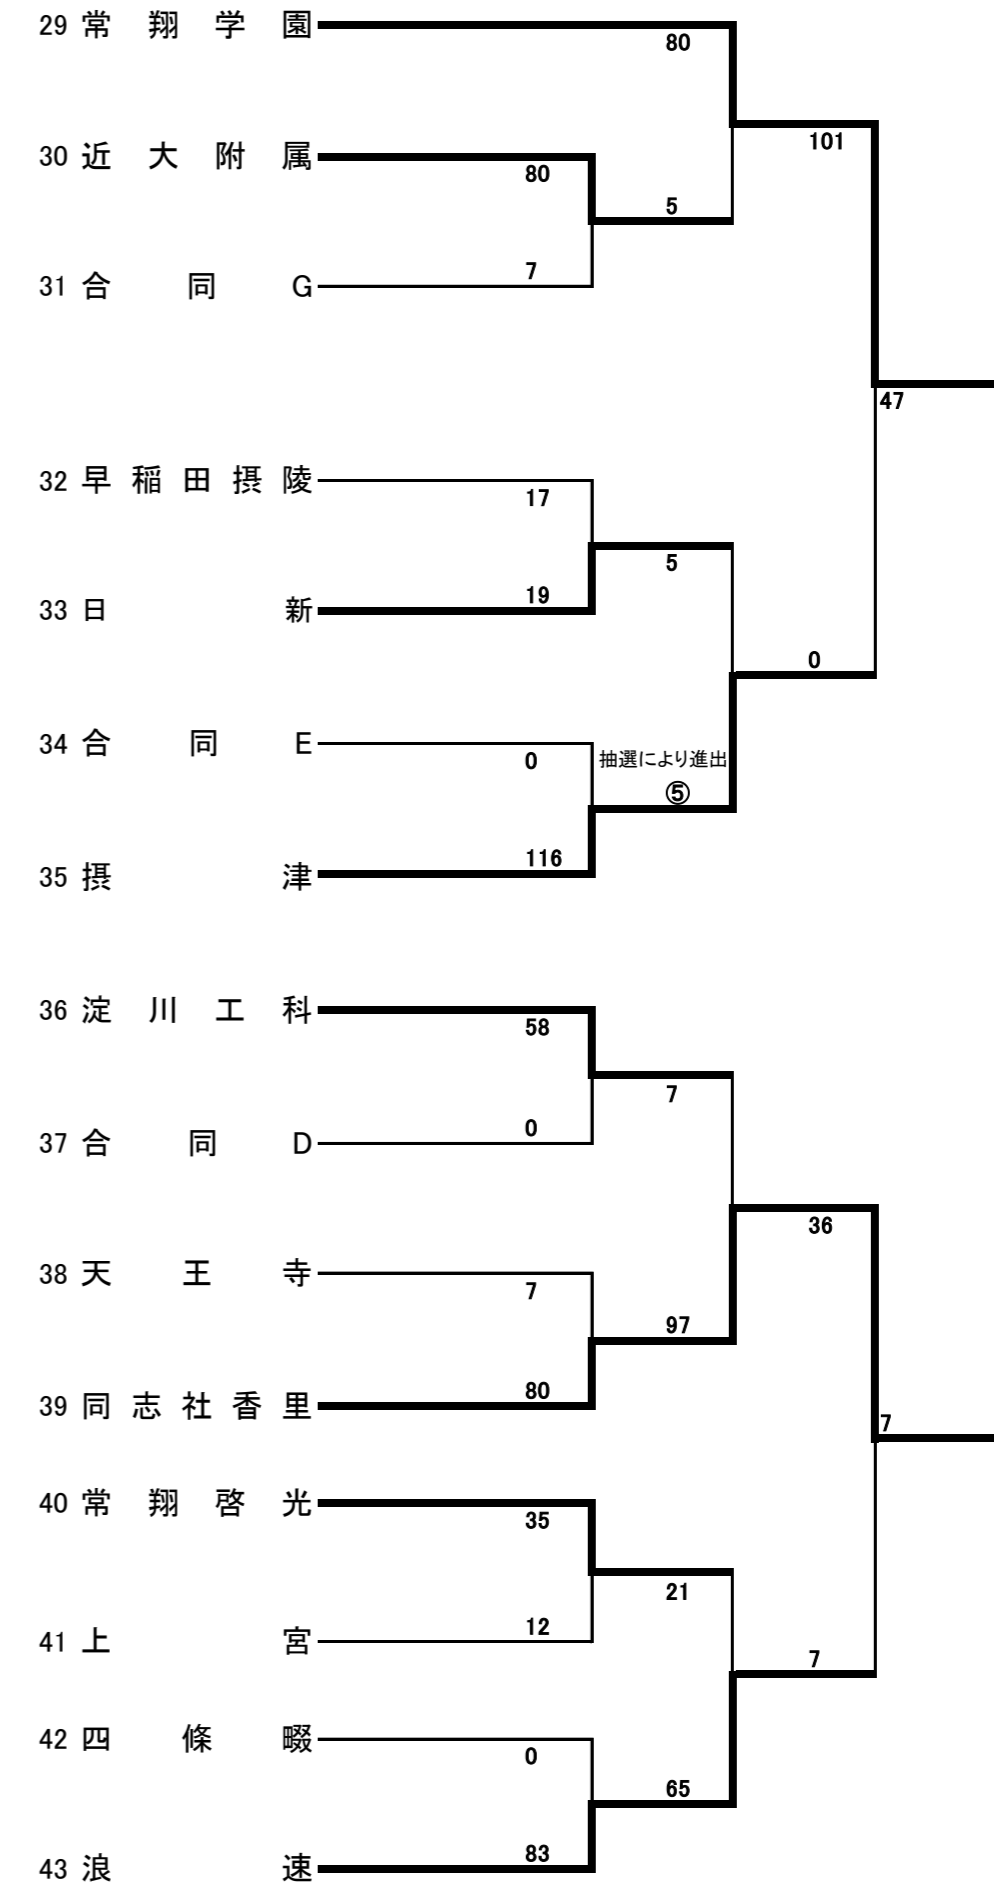 29 常翔学園
80
101
30 近大附属
80
5
7
31 合同G
47
32 早稲田摂陵
17
5
19
33 日新
0
34 合同E
0
抽選により進出
⑤
116
35 摂津
36 淀川工科
58
7
0
37 合同D
36
38 天王寺
7
97
80
39 同志社香里
7
40 常翔啓光
35
21
12
41 上宮
7
42 四條畷
0
65
83
43 浪速